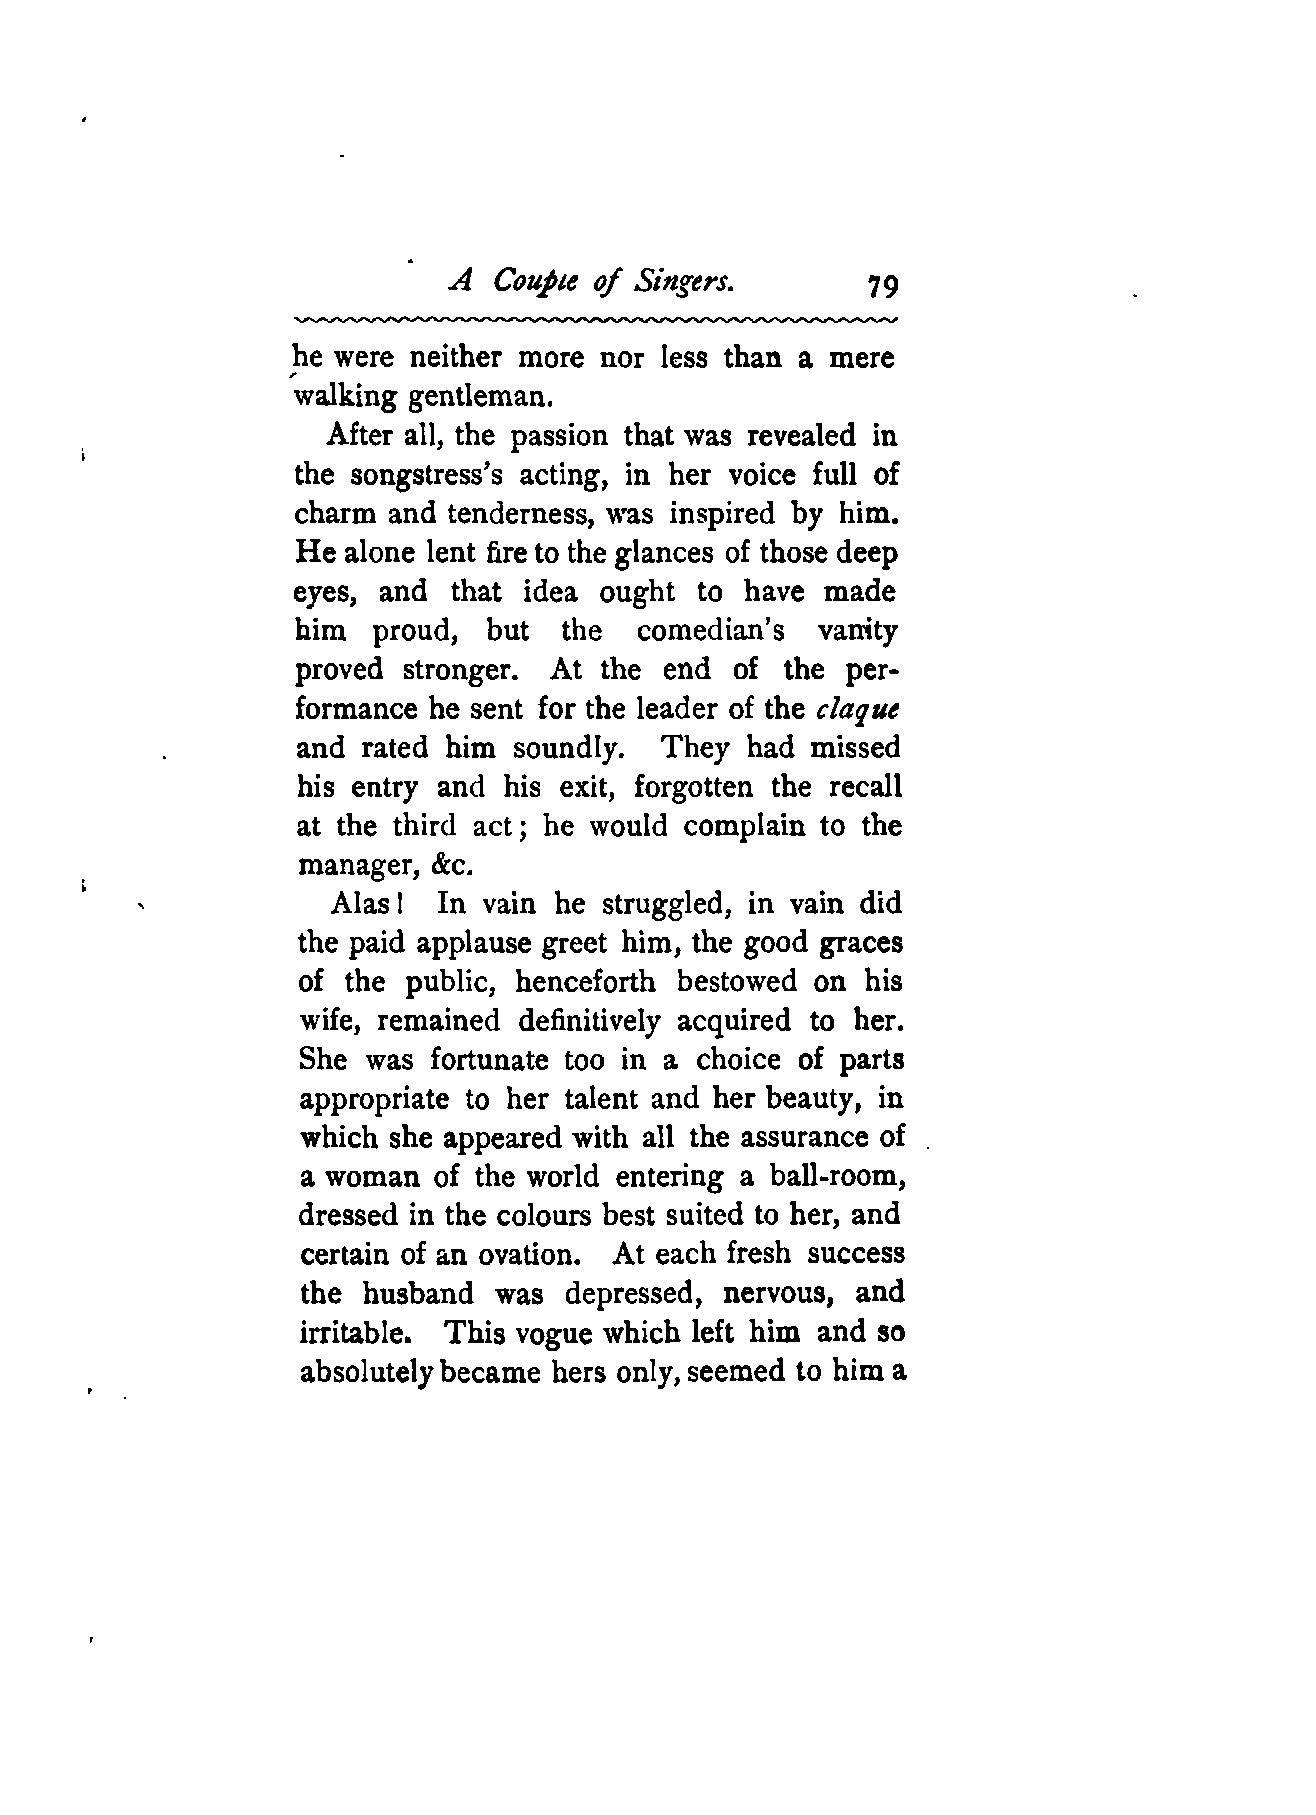 A Couple of Singers. 79
he were neither more nor less than a mere
walking gentleman.
After all, the passion that was revealed in
the songstress's acting, in her voice full of
charm and tenderness, was inspired by him.
He alone lent fire to the glances of those deep
eyes, and that idea ought to have made
him proud, but the comedian's vanity
proved stronger. At the end of the per-
formance he sent for the leader of the claque
and rated him soundly. They had missed
his entry and his exit, forgotten the recall
at the third act; he would complain to the
manager, &c.
Alas! In vain he struggled, in vain did
the paid applause greet him, the good graces
of the public, henceforth bestowed on his
wife, remained definitively acquired to her.
She was fortunate too in a choice of parts
appropriate to her talent and her beauty, in
which she appeared with all the assurance of
a woman of the world entering a ball-room,
dressed in the colours best suited to her, and
certain of an ovation. At each fresh success
the husband was depressed, nervous, and
irritable. This vogue which left him and so
absolutely became hers only, seemed to him a